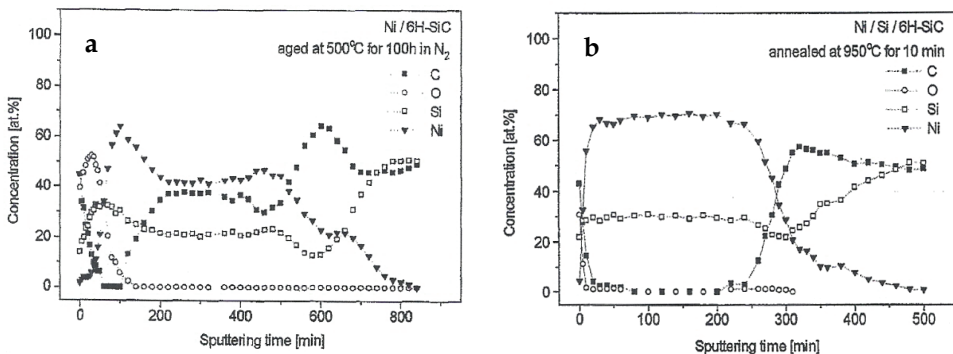 a
Ni / 6H-SiC
aged at 500°C for 100h in N₂
C
O
Si
Ni
Concentration [at.%]
100
80
60
40
20
0
0 200 400 600 800
Sputtering time [min]
b
Ni / Si / 6H-SiC
annealed at 950°C for 10 min
C
O
Si
Ni
Concentration [at.%]
100
80
60
40
20
0
0 100 200 300 400 500
Sputtering time [min]